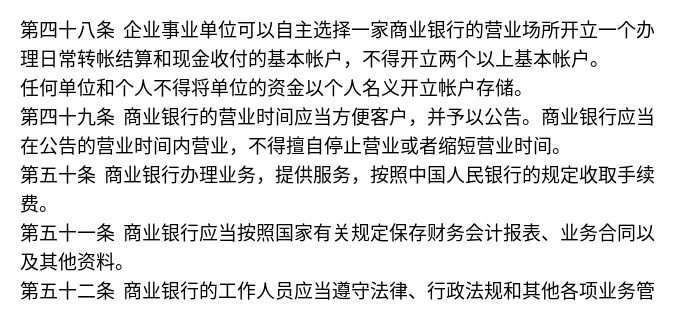 第四十八条 企业事业单位可以自主选择一家商业银行的营业场所开立一个办
理日常转帐结算和现金收付的基本帐户，不得开立两个以上基本帐户。
任何单位和个人不得将单位的资金以个人名义开立帐户存储。
第四十九条 商业银行的营业时间应当方便客户，并予以公告。商业银行应当
在公告的营业时间内营业，不得擅自停止营业或者缩短营业时间。
第五十条 商业银行办理业务，提供服务，按照中国人民银行的规定收取手续
费。
第五十一条 商业银行应当按照国家有关规定保存财务会计报表、业务合同以
及其他资料。
第五十二条 商业银行的工作人员应当遵守法律、行政法规和其他各项业务管